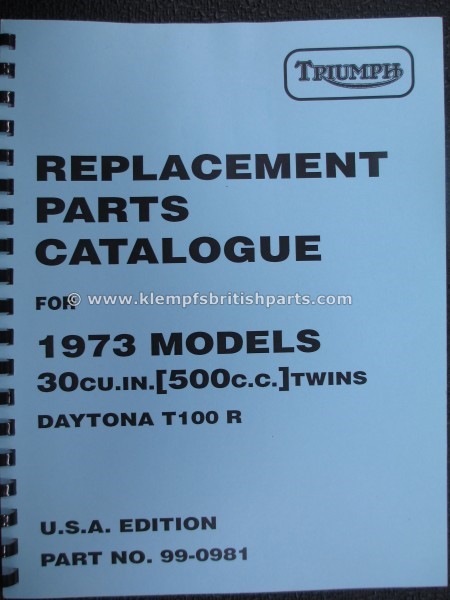 TRIUMPH
REPLACEMENT
PARTS
CATALOGUE
FOR
© www.klempfsbritishparts.com
1973 MODELS
30CU.IN.[500C.C.]TWINS
DAYTONA T100 R
U.S.A. EDITION
PART NO. 99-0981